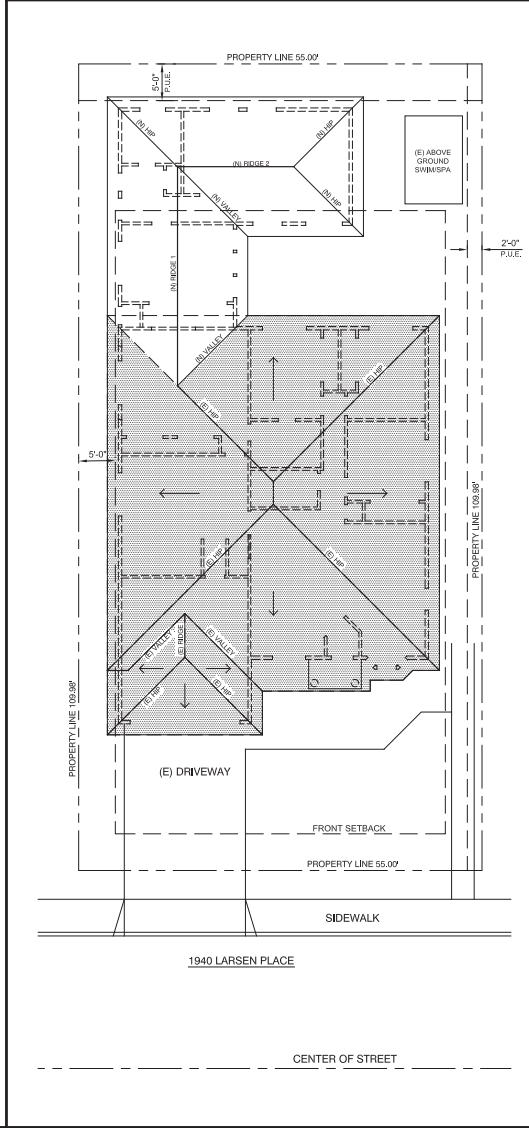 PROPERTY LINE 55.00'
5'-0"
P.U.E.
(N) HIP
(N) HIP
(N) RIDGE 2
(N) HIP
(E) ABOVE
GROUND
SWIM/SPA
(N) VALLEY
2'-0"
P.U.E.
(N) RIDGE 1
(N) VALLEY
(E) HIP
(E) HIP
5'-0"
PROPERTY LINE 109.98'
(E) HIP
(E) HIP
(E) VALLEY
(E) RIDGE
(E) VALLEY
(E) HIP
(E) HIP
PROPERTY LINE 109.98'
(E) DRIVEWAY
FRONT SETBACK
PROPERTY LINE 55.00'
SIDEWALK
1940 LARSEN PLACE
CENTER OF STREET